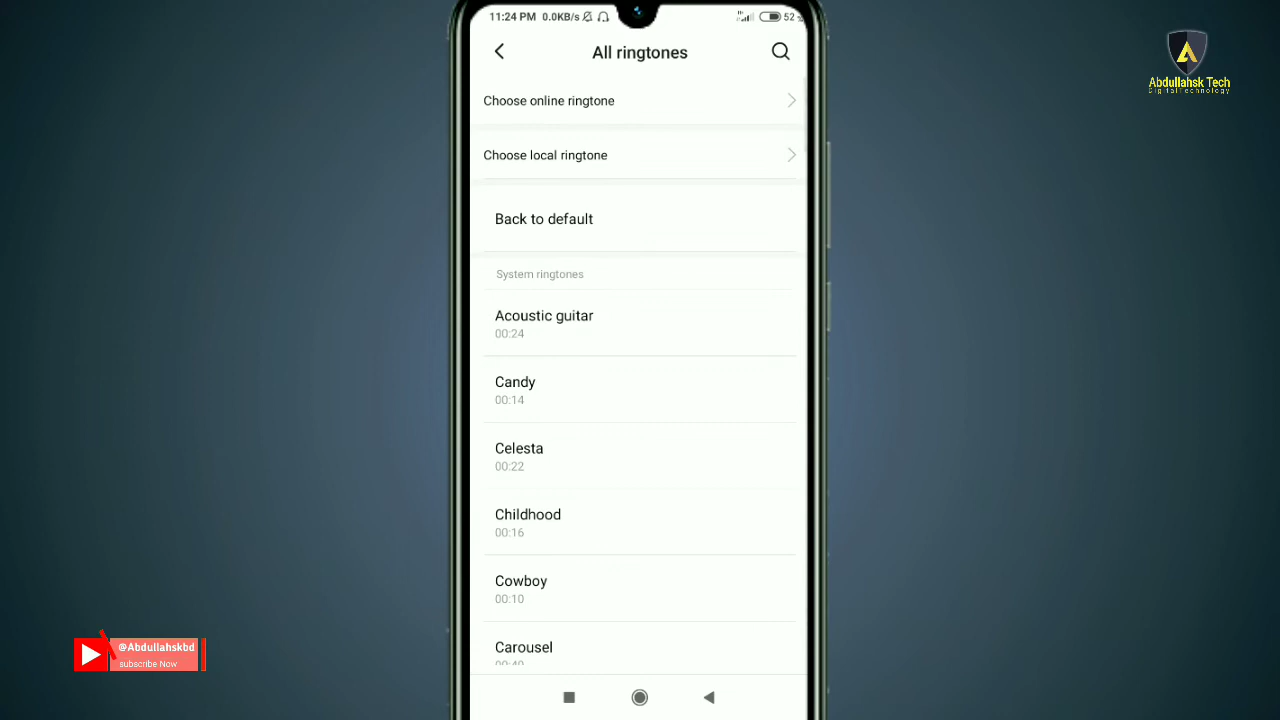 11:24 PM 0.0KB/s 52
All ringtones
Choose online ringtone
Choose local ringtone
Back to default
System ringtones
Acoustic guitar
00:24
Candy
00:14
Celesta
00:22
Childhood
00:16
Cowboy
00:10
Carousel
Abdullahsk Tech
Digital Technology
@Abdullahskbd
subscribe Now